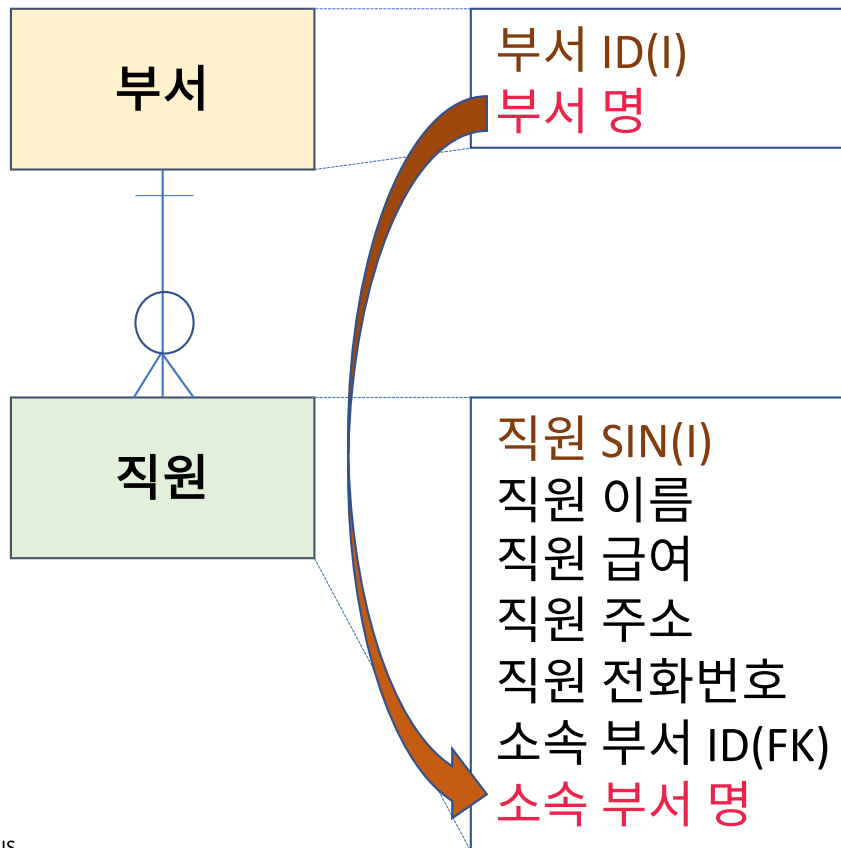 부서
부서 ID(I)
부서 명
직원
직원 SIN(I)
직원 이름
직원 급여
직원 주소
직원 전화번호
소속 부서 ID(FK)
소속 부서 명